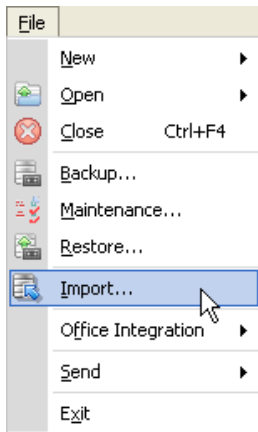 File
New
Open
Close Ctrl+F4
Backup...
Maintenance...
Restore...
Import...
Office Integration
Send
Exit